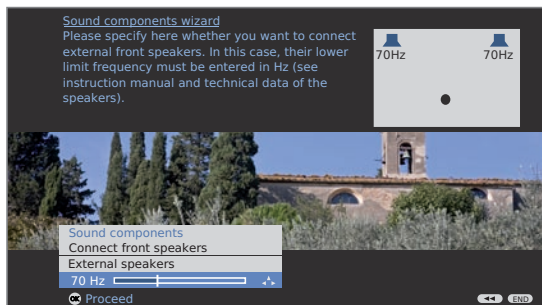 Sound components wizard
Please specify here whether you want to connect
external front speakers. In this case, their lower
limit frequency must be entered in Hz (see
instruction manual and technical data of the
speakers).
70Hz 70Hz
Sound components
Connect front speakers
External speakers
70 Hz
OK Proceed
END